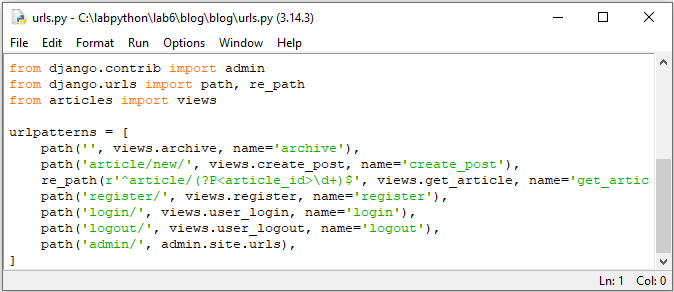 urls.py - C:\labpython\lab6\blog\blog\urls.py (3.14.3)
File Edit Format Run Options Window Help
from django.contrib import admin
from django.urls import path, re_path
from articles import views
urlpatterns = [
    path('', views.archive, name='archive'),
    path('article/new/', views.create_post, name='create_post'),
    re_path(r'^article/(?P<article_id>\d+)$', views.get_article, name='get_artic
    path('register/', views.register, name='register'),
    path('login/', views.user_login, name='login'),
    path('logout/', views.user_logout, name='logout'),
    path('admin/', admin.site.urls),
]
Ln: 1 Col: 0